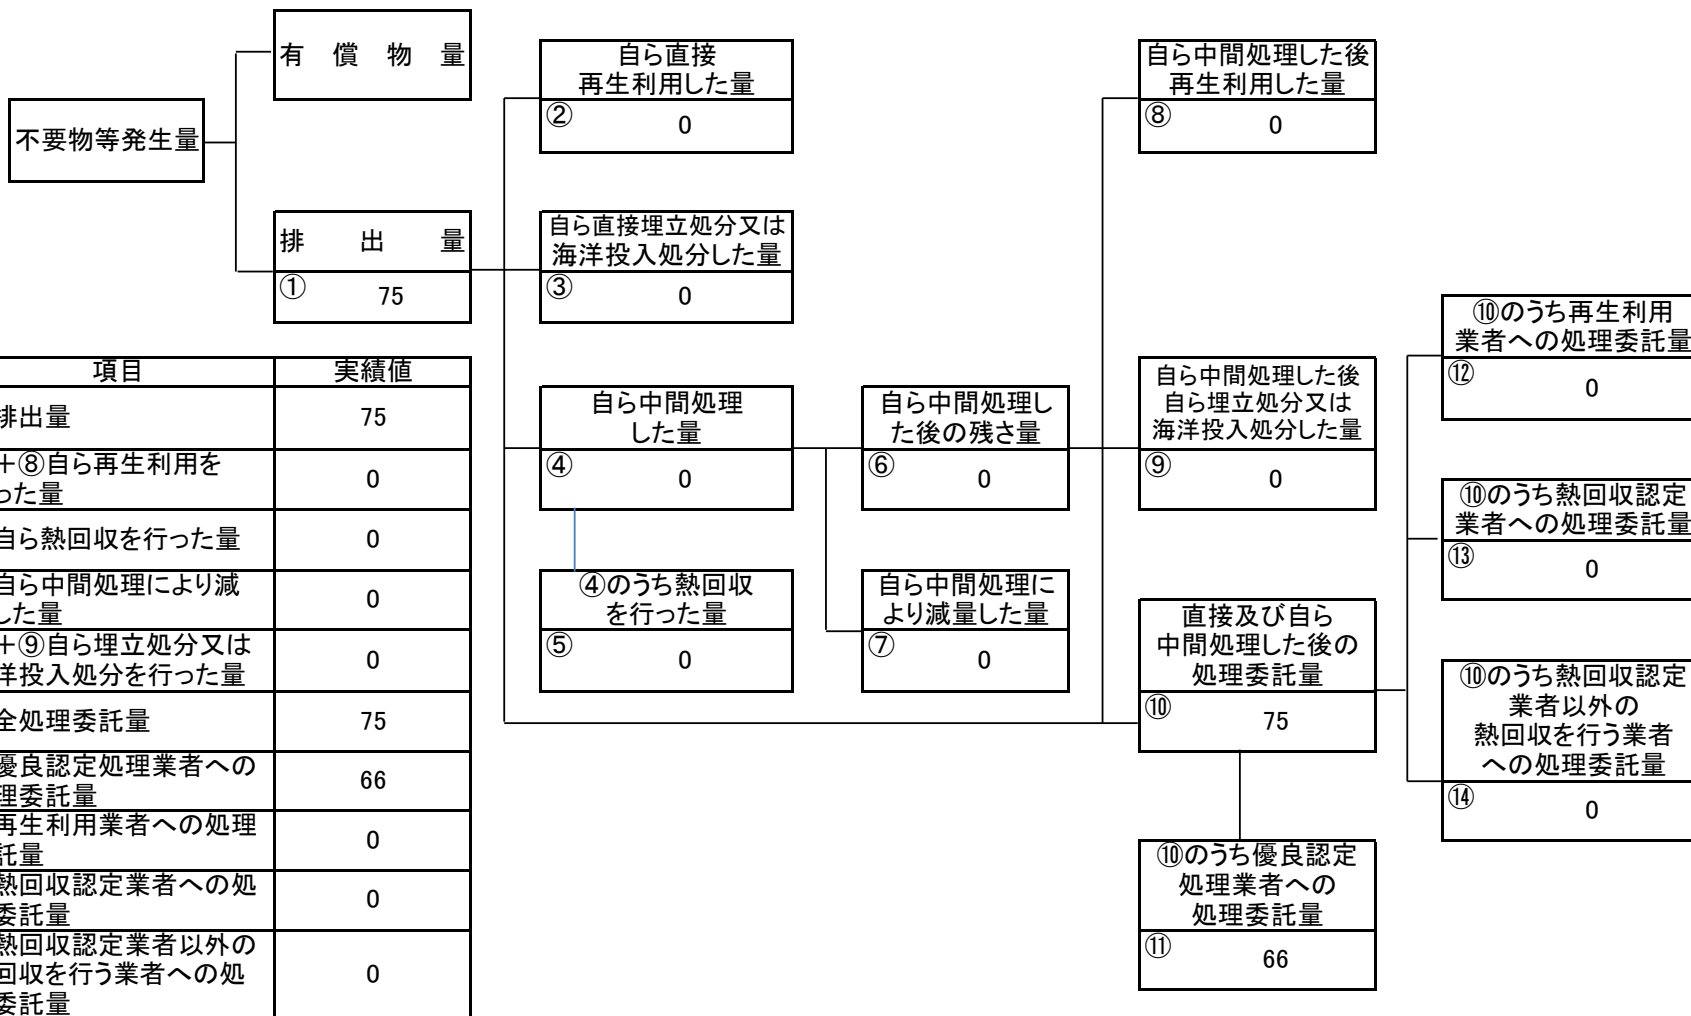 有償物量
不要物等発生量
排出量
①
75
自ら直接
再生利用した量
②
0
自ら直接埋立処分又は
海洋投入処分した量
③
0
自ら中間処理
した量
④
0
④のうち熱回収
を行った量
⑤
0
自ら中間処理し
た後の残さ量
⑥
0
自ら中間処理に
より減量した量
⑦
0
自ら中間処理した後
再生利用した量
⑧
0
自ら中間処理した後
自ら埋立処分又は
海洋投入処分した量
⑨
0
直接及び自ら
中間処理した後の
処理委託量
⑩
75
⑩のうち優良認定
処理業者への
処理委託量
⑪
66
⑩のうち再生利用
業者への処理委託量
⑫
0
⑩のうち熱回収認定
業者への処理委託量
⑬
0
⑩のうち熱回収認定
業者以外の
熱回収を行う業者
への処理委託量
⑭
0
項目 実績値
排出量 75
+⑧自ら再生利用を
った量
0
自ら熱回収を行った量 0
自ら中間処理により減
した量
0
+⑨自ら埋立処分又は
洋投入処分を行った量
0
全処理委託量 75
優良認定処理業者への
理委託量
66
再生利用業者への処理
託量
0
熱回収認定業者への処
委託量
0
熱回収認定業者以外の
回収を行う業者への処
委託量
0